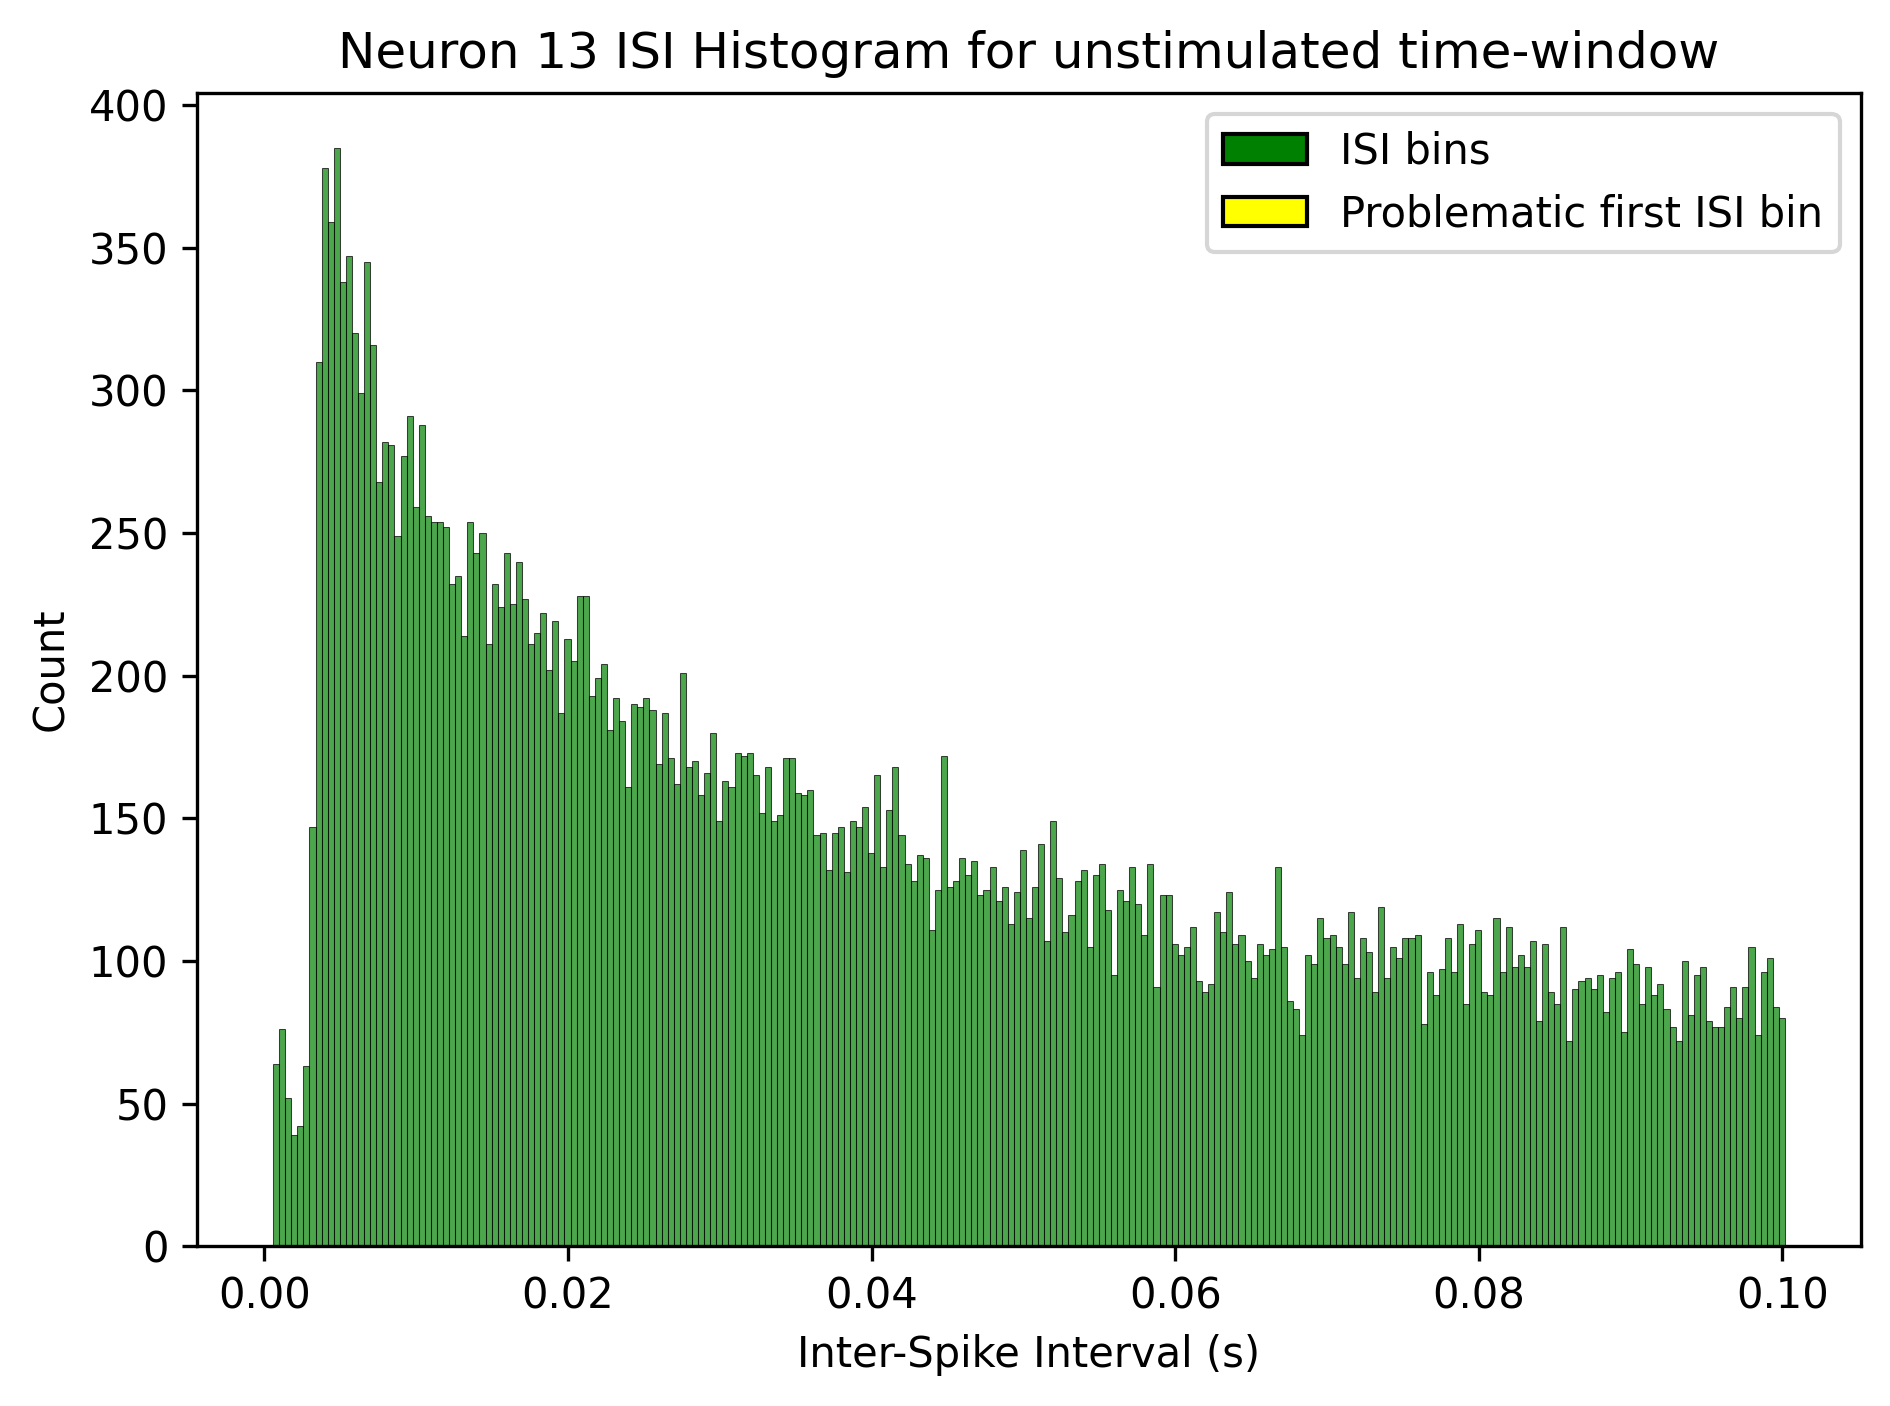 Neuron 13 ISI Histogram for unstimulated time-window
400
350
300
250
200
150
100
50
0
Count
ISI bins
Problematic first ISI bin
0.00 0.02 0.04 0.06 0.08 0.10
Inter-Spike Interval (s)